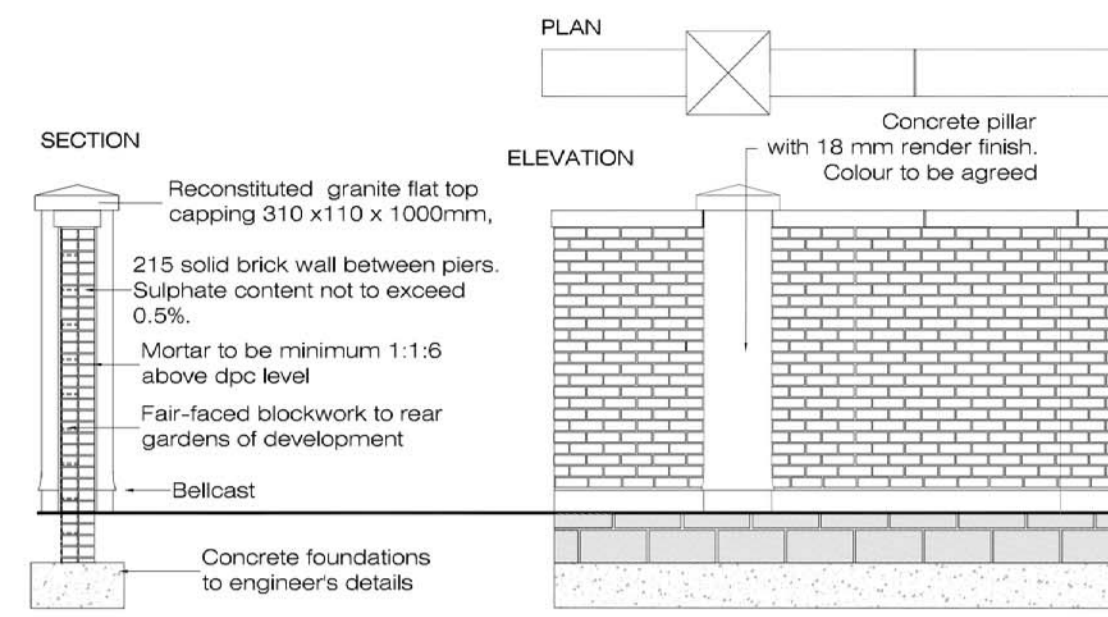 PLAN
Concrete pillar
with 18 mm render finish.
Colour to be agreed
SECTION
ELEVATION
Reconstituted granite flat top
capping 310 x110 x 1000mm,
215 solid brick wall between piers.
Sulphate content not to exceed
0.5%.
Mortar to be minimum 1:1:6
above dpc level
Fair-faced blockwork to rear
gardens of development
Bellcast
Concrete foundations
to engineer's details